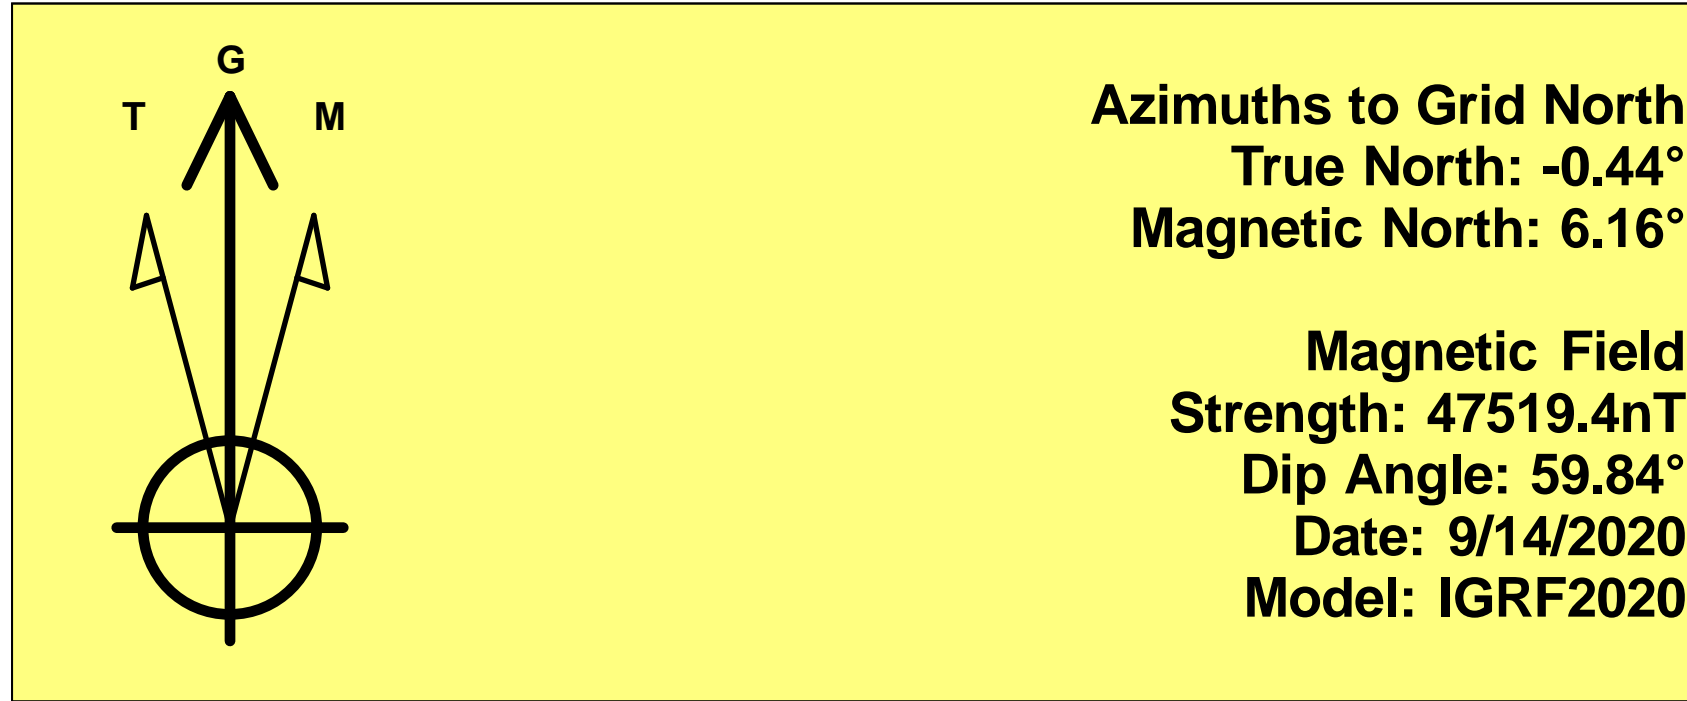 G
T M
Azimuths to Grid North
True North: -0.44°
Magnetic North: 6.16°
Magnetic Field
Strength: 47519.4nT
Dip Angle: 59.84°
Date: 9/14/2020
Model: IGRF2020